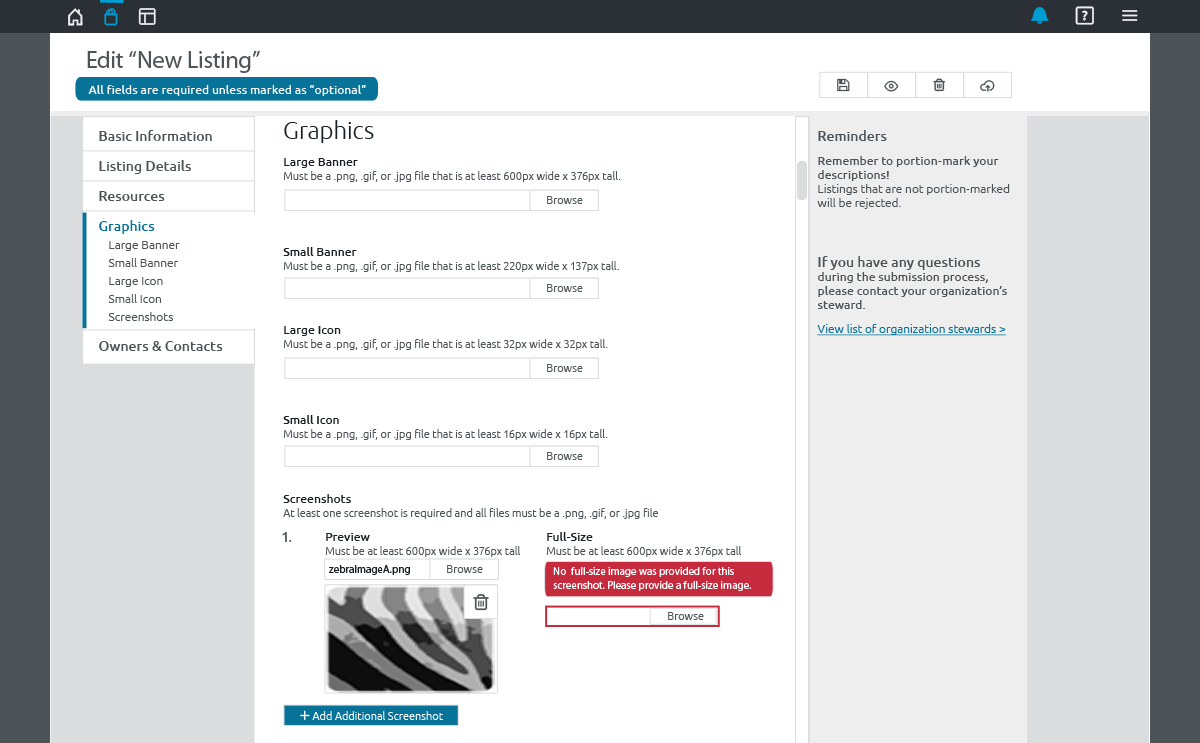 ?
Edit “New Listing”
All fields are required unless marked as “optional”
Basic Information
Listing Details
Resources
Graphics
Large Banner
Small Banner
Large Icon
Small Icon
Screenshots
Owners & Contacts
Graphics
Large Banner
Must be a .png, .gif, or .jpg file that is at least 600px wide x 376px tall.
Browse
Small Banner
Must be a .png, .gif, or .jpg file that is at least 220px wide x 137px tall.
Browse
Large Icon
Must be a .png, .gif, or .jpg file that is at least 32px wide x 32px tall.
Browse
Small Icon
Must be a .png, .gif, or .jpg file that is at least 16px wide x 16px tall.
Browse
Screenshots
At least one screenshot is required and all files must be a .png, .gif, or .jpg file
1.
Preview
Must be at least 600px wide x 376px tall
zebraImageA.png
Browse
Full-Size
Must be at least 600px wide x 376px tall
No full-size image was provided for this
screenshot. Please provide a full-size image.
Browse
+ Add Additional Screenshot
Reminders
Remember to portion-mark your
descriptions!
Listings that are not portion-marked
will be rejected.
If you have any questions
during the submission process,
please contact your organization’s
steward.
View list of organization stewards >